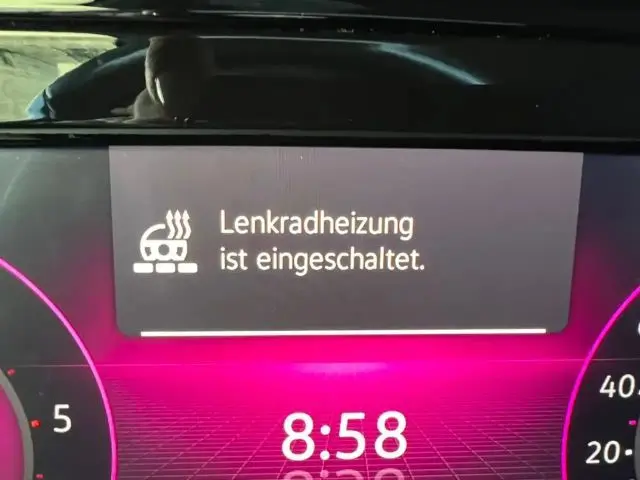 Lenkradheizung
ist eingeschaltet.
5
8:58
40
20